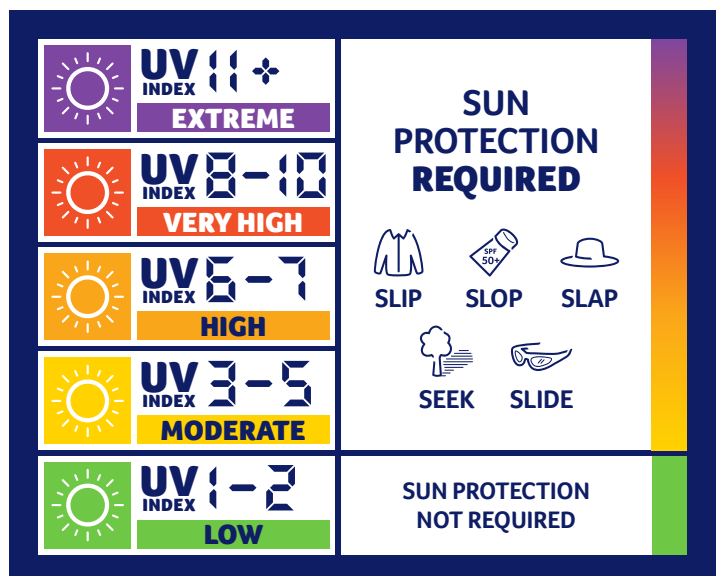 UV INDEX 11+
EXTREME
UV INDEX 8-10
VERY HIGH
UV INDEX 6-7
HIGH
UV INDEX 3-5
MODERATE
UV INDEX 1-2
LOW
SUN
PROTECTION
REQUIRED
SPF
50+
SLIP SLOP SLAP
SEEK SLIDE
SUN PROTECTION
NOT REQUIRED